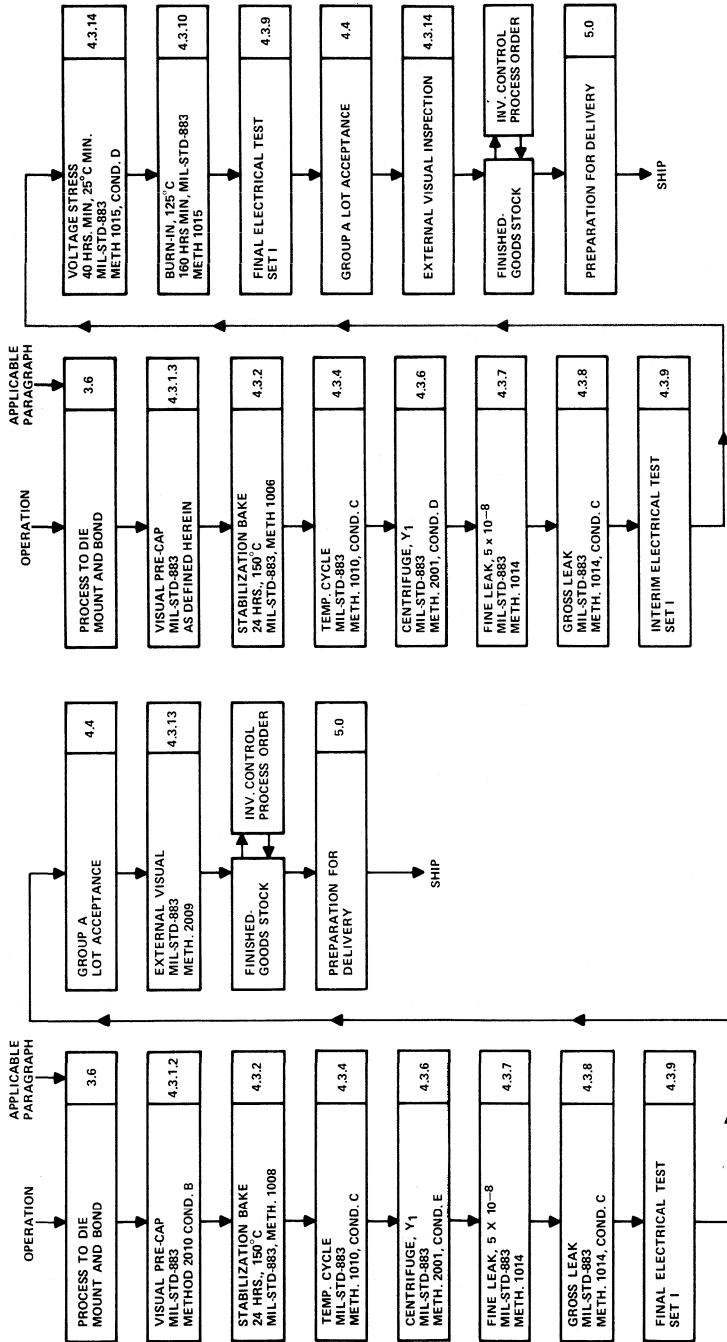 OPERATION
APPLICABLE
PARAGRAPH
PROCESS TO DIE
MOUNT AND BOND
3.6
VISUAL PRE-CAP
MIL-STD-883
METHOD 2010 COND. B
4.3.1.2
STABILIZATION BAKE
24 HRS., 150°C
MIL-STD-883, METH. 1008
4.3.2
TEMP. CYCLE
MIL-STD-883
METH. 1010, COND. C
4.3.4
CENTRIFUGE, Y1
MIL-STD-883
METH. 2001, COND. E
4.3.6
FINE LEAK, 5 X 10−8
MIL-STD-883
METH. 1014
4.3.7
GROSS LEAK
MIL-STD-883
METH. 1014, COND. C
4.3.8
FINAL ELECTRICAL TEST
SET I
4.3.9
GROUP A
LOT ACCEPTANCE
4.4
EXTERNAL VISUAL
MIL-STD-883
METH. 2009
4.3.13
FINISHED-
GOODS STOCK
INV. CONTROL
PROCESS ORDER
PREPARATION FOR
DELIVERY
5.0
SHIP
OPERATION
APPLICABLE
PARAGRAPH
PROCESS TO DIE
MOUNT AND BOND
3.6
VISUAL PRE-CAP
MIL-STD-883
AS DEFINED HEREIN
4.3.1.3
STABILIZATION BAKE
24 HRS., 150°C
MIL-STD-883, METH 1006
4.3.2
TEMP. CYCLE
MIL-STD-883
METH. 1010, COND. C
4.3.4
CENTRIFUGE, Y1
MIL-STD-883
METH. 2001, COND. D
4.3.6
FINE LEAK, 5 x 10−8
MIL-STD-883
METH. 1014
4.3.7
GROSS LEAK
MIL-STD-883
METH. 1014, COND. C
4.3.8
INTERIM ELECTRICAL TEST
SET I
4.3.9
VOLTAGE STRESS
40 HRS. MIN, 25°C MIN.
MIL-STD-883
METH 1015, COND. D
4.3.14
BURN-IN, 125°C
160 HRS MIN, MIL-STD-883
METH 1015
4.3.10
FINAL ELECTRICAL TEST
SET I
4.3.9
GROUP A LOT ACCEPTANCE
4.4
EXTERNAL VISUAL INSPECTION
4.3.14
FINISHED-
GOODS STOCK
INV. CONTROL
PROCESS ORDER
PREPARATION FOR DELIVERY
5.0
SHIP